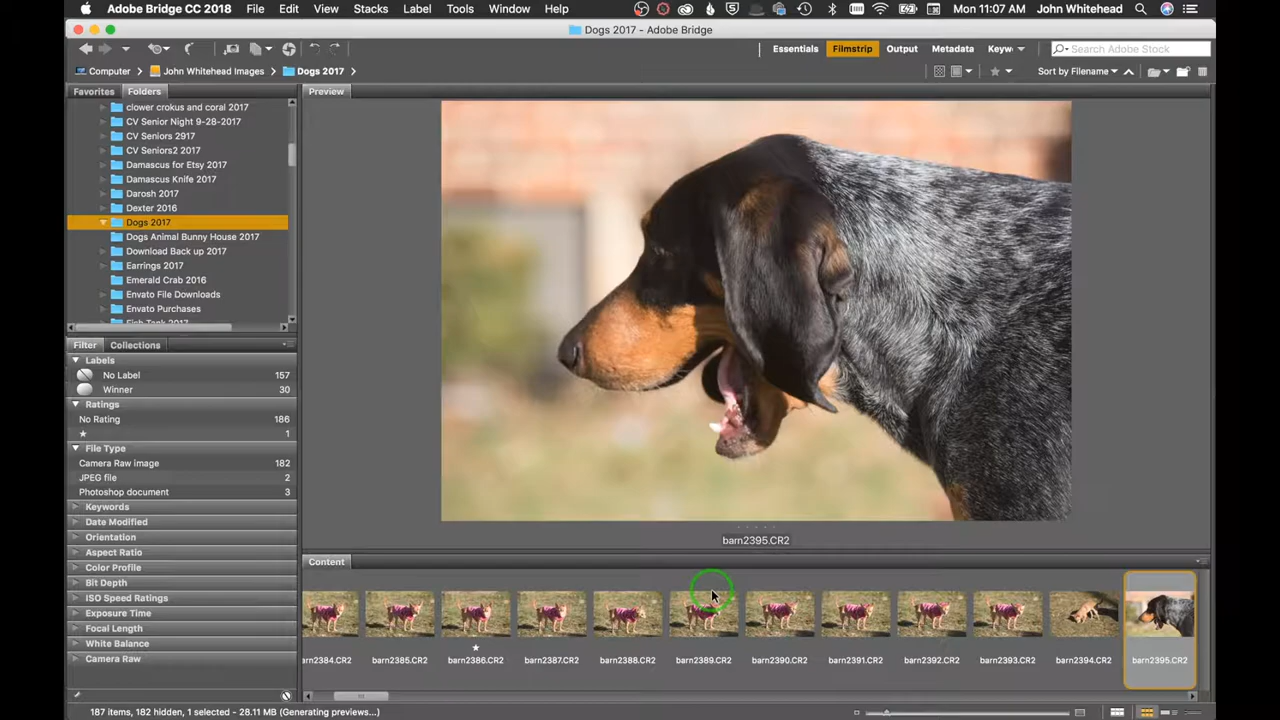 Adobe Bridge CC 2018 File Edit View Stacks Label Tools Window Help Mon 11:07 AM John Whitehead
Dogs 2017 - Adobe Bridge
Essentials Filmstrip Output Metadata Keyw Search Adobe Stock
Computer John Whitehead Images Dogs 2017 Sort by Filename
Favorites Folders
clower crokus and coral 2017
CV Senior Night 9-28-2017
CV Seniors 2917
CV Seniors2 2017
Damascus for Etsy 2017
Damascus Knife 2017
Darosh 2017
Dexter 2016
Dogs 2017
Dogs Animal Bunny House 2017
Download Back up 2017
Earrings 2017
Emerald Crab 2016
Envato File Downloads
Envato Purchases
Fish Tank 2017
Filter Collections
Labels
No Label 157
Winner 30
Ratings
No Rating 186
1
File Type
Camera Raw image 182
JPEG file 2
Photoshop document 3
Keywords
Date Modified
Orientation
Aspect Ratio
Color Profile
Bit Depth
ISO Speed Ratings
Exposure Time
Focal Length
White Balance
Camera Raw
Preview
barn2395.CR2
Content
barn2384.CR2 barn2385.CR2 barn2386.CR2 barn2387.CR2 barn2388.CR2 barn2389.CR2 barn2390.CR2 barn2391.CR2 barn2392.CR2 barn2393.CR2 barn2394.CR2 barn2395.CR2
187 items, 182 hidden, 1 selected - 28.11 MB (Generating previews...)